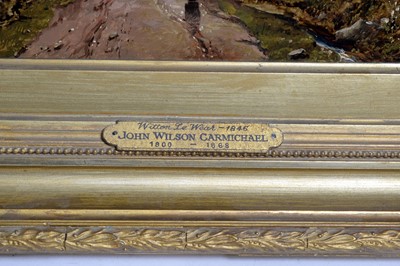 Witton Le Wear - 1846
JOHN WILSON CARMICHAEL
1800 - 1868